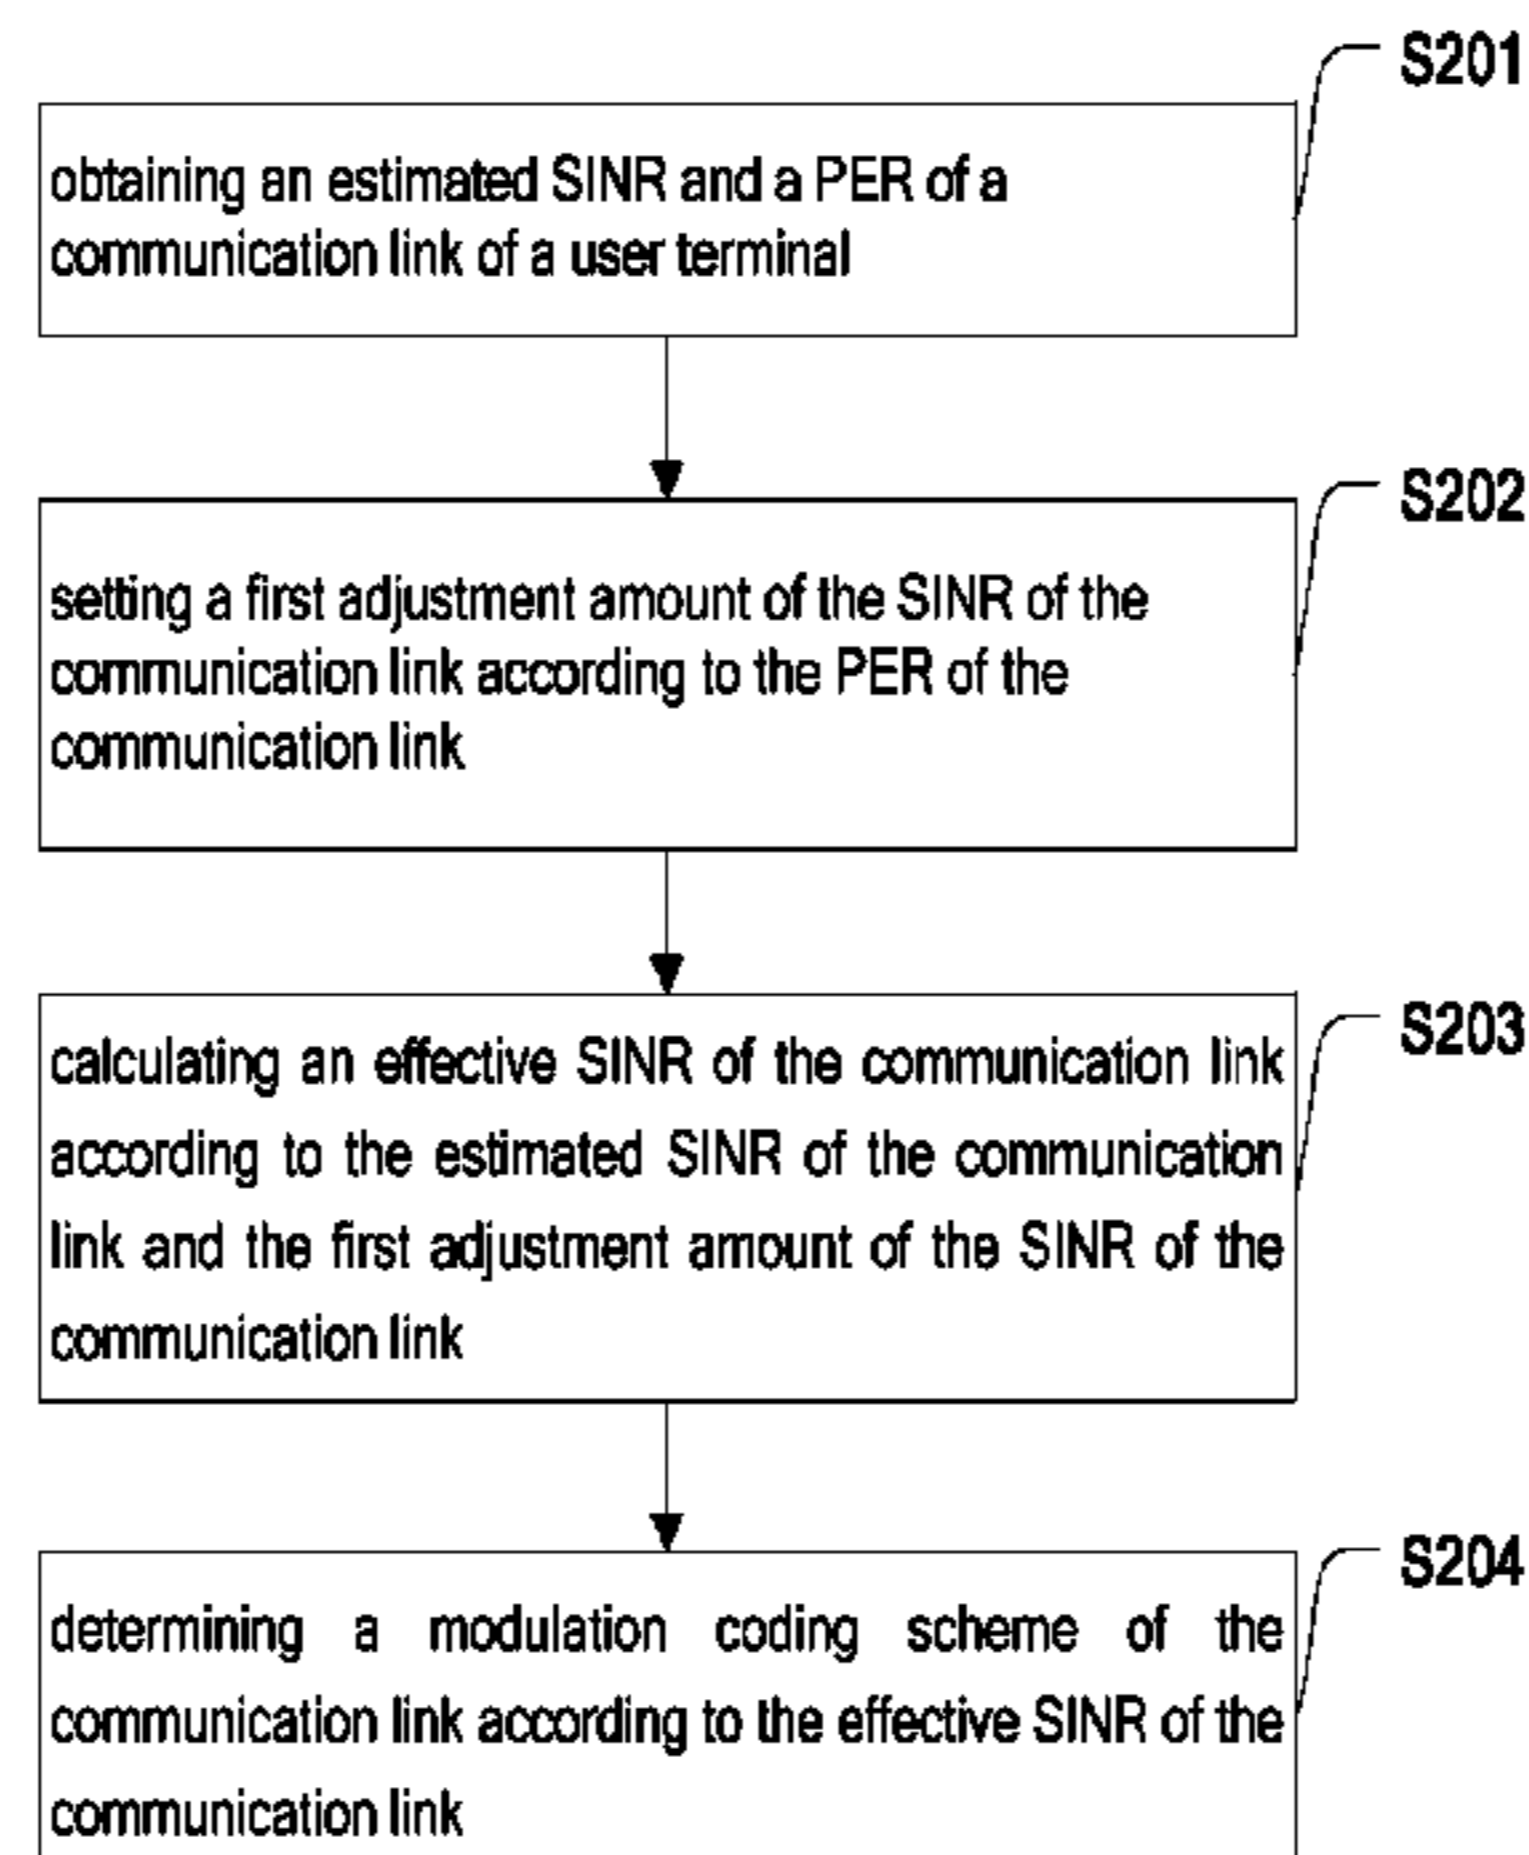 S201
obtaining an estimated SINR and a PER of a
communication link of a user terminal
S202
setting a first adjustment amount of the SINR of the
communication link according to the PER of the
communication link
S203
calculating an effective SINR of the communication link
according to the estimated SINR of the communication
link and the first adjustment amount of the SINR of the
communication link
S204
determining a modulation coding scheme of the
communication link according to the effective SINR of the
communication link